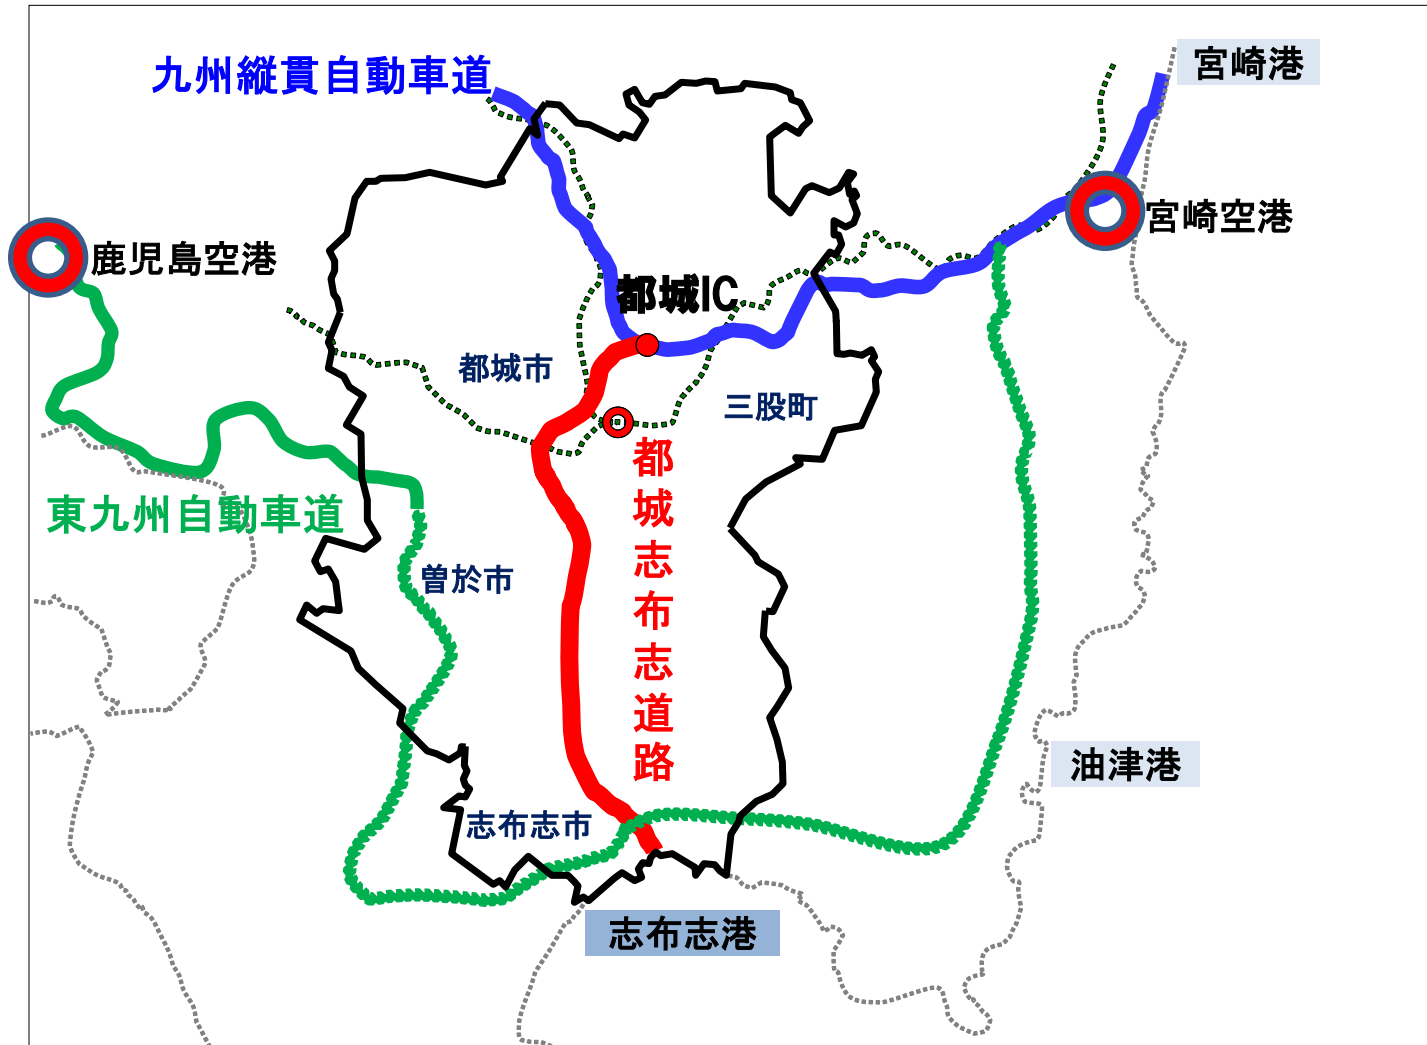 九州縦貫自動車道
宮崎港
宮崎空港
鹿児島空港
都城IC
都城市
三股町
都城志布志道路
東九州自動車道
曽於市
油津港
志布志市
志布志港